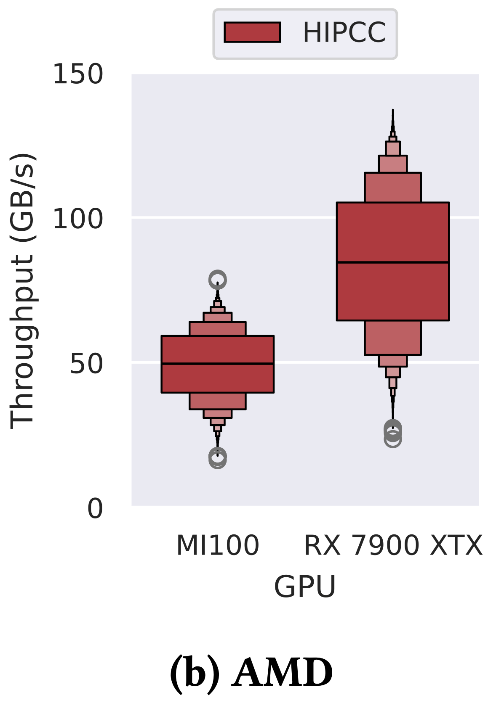 HIPCC
150
100
50
0
Throughput (GB/s)
MI100
RX 7900 XTX
GPU
(b) AMD